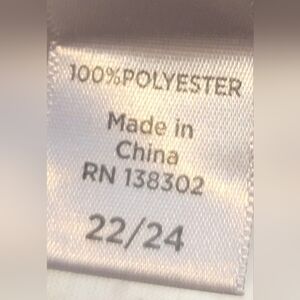 100%POLYESTER
Made in
China
RN 138302
22/24